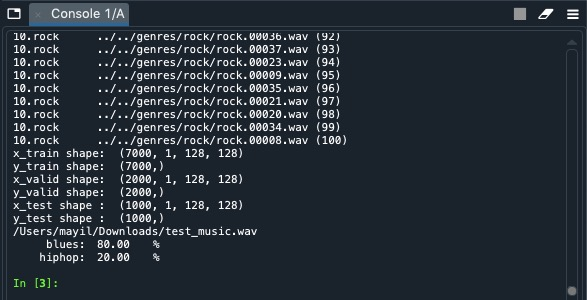 Console 1/A
10.rock ../../genres/rock/rock.00036.wav (92)
10.rock ../../genres/rock/rock.00037.wav (93)
10.rock ../../genres/rock/rock.00023.wav (94)
10.rock ../../genres/rock/rock.00009.wav (95)
10.rock ../../genres/rock/rock.00035.wav (96)
10.rock ../../genres/rock/rock.00021.wav (97)
10.rock ../../genres/rock/rock.00020.wav (98)
10.rock ../../genres/rock/rock.00034.wav (99)
10.rock ../../genres/rock/rock.00008.wav (100)
x_train shape: (7000, 1, 128, 128)
y_train shape: (7000,)
x_valid shape: (2000, 1, 128, 128)
y_valid shape: (2000,)
x_test shape : (1000, 1, 128, 128)
y_test shape : (1000,)
/Users/mayil/Downloads/test_music.wav
blues: 80.00 %
hiphop: 20.00 %
In [3]: